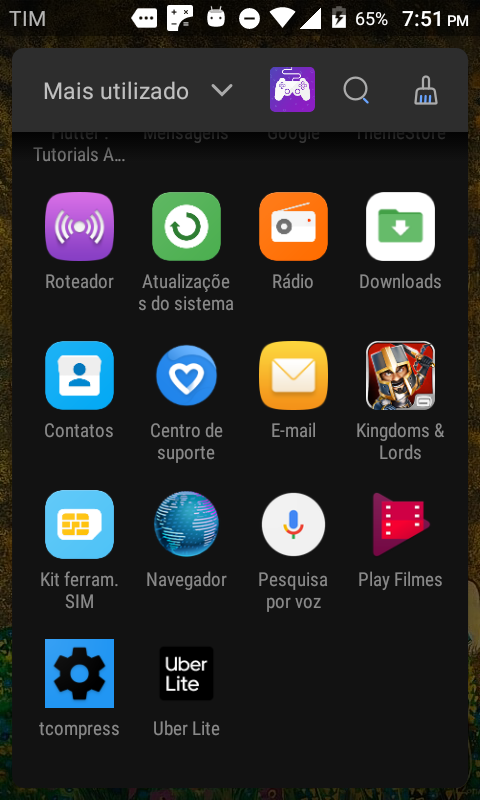 TIM 65% 7:51 PM
Mais utilizado
Flutter : Mensagens Google ThemeStore
Tutorials A...
Roteador Atualizaçõe Rádio Downloads
s do sistema
Contatos Centro de E-mail Kingdoms &
suporte Lords
Kit ferram. Navegador Pesquisa Play Filmes
SIM por voz
Uber
Lite
tcompress Uber Lite